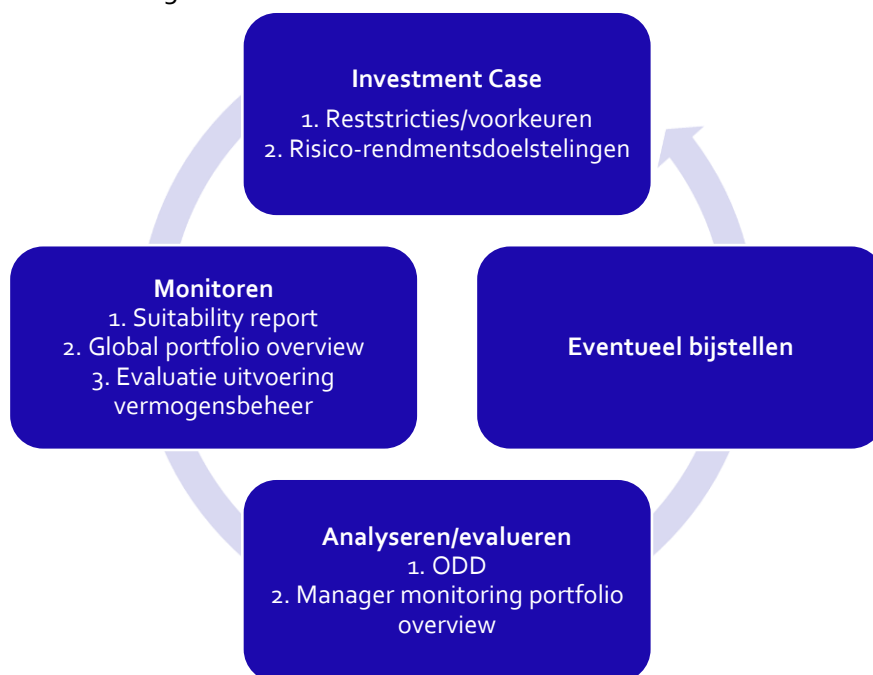 Investment Case
1. Reststricties/voorkeuren
2. Risico-rendmentsdoelstelingen
Monitoren
1. Suitability report
2. Global portfolio overview
3. Evaluatie uitvoering
vermogensbeheer
Eventueel bijstellen
Analyseren/evalueren
1. ODD
2. Manager monitoring portfolio
overview